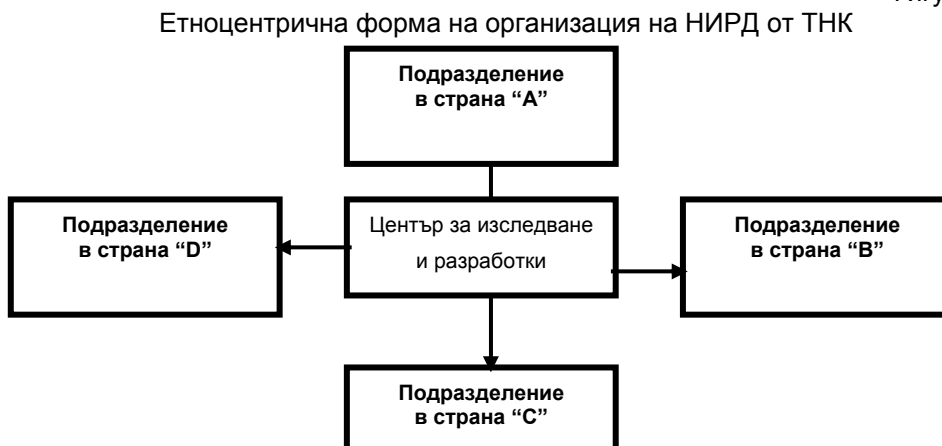 Етноцентрична форма на организация на НИРД от ТНК
Подразделение
в страна “A”
Подразделение
в страна “D”
Център за изследване
и разработки
Подразделение
в страна “B”
Подразделение
в страна “C”